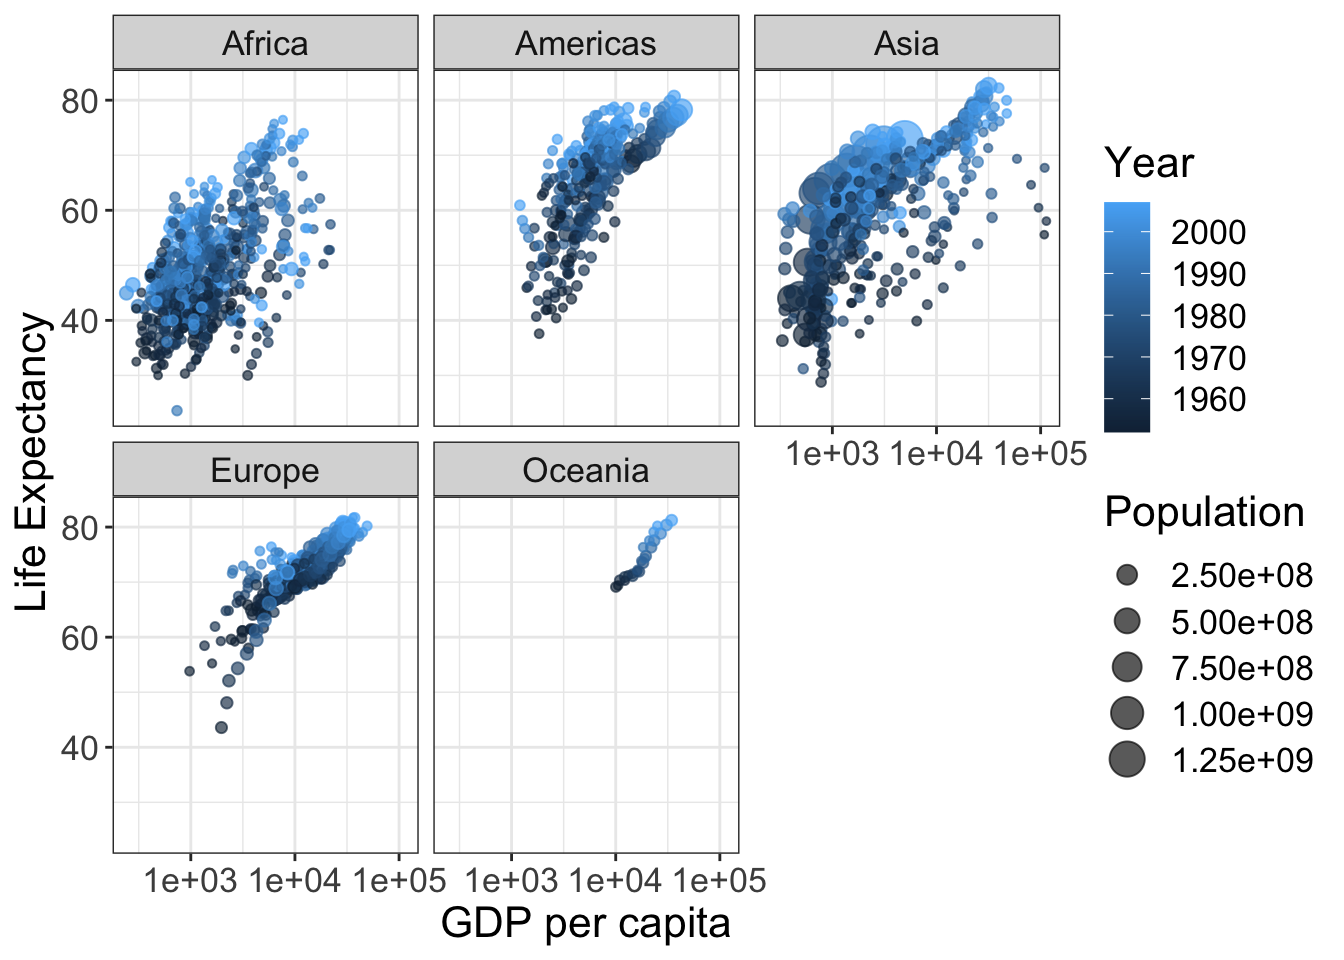 Africa
Americas
Asia
80
60
40
1e+03 1e+04 1e+05
Europe
Oceania
80
60
40
1e+03 1e+04 1e+05
1e+03 1e+04 1e+05
GDP per capita
Life Expectancy
Year
2000
1990
1980
1970
1960
Population
2.50e+08
5.00e+08
7.50e+08
1.00e+09
1.25e+09